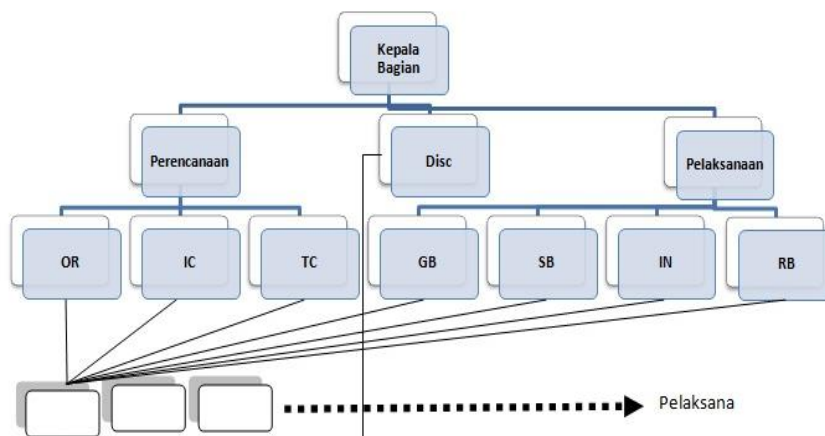 Kepala
Bagian
Perencanaan
Disc
Pelaksanaan
OR
IC
TC
GB
SB
IN
RB
Pelaksana